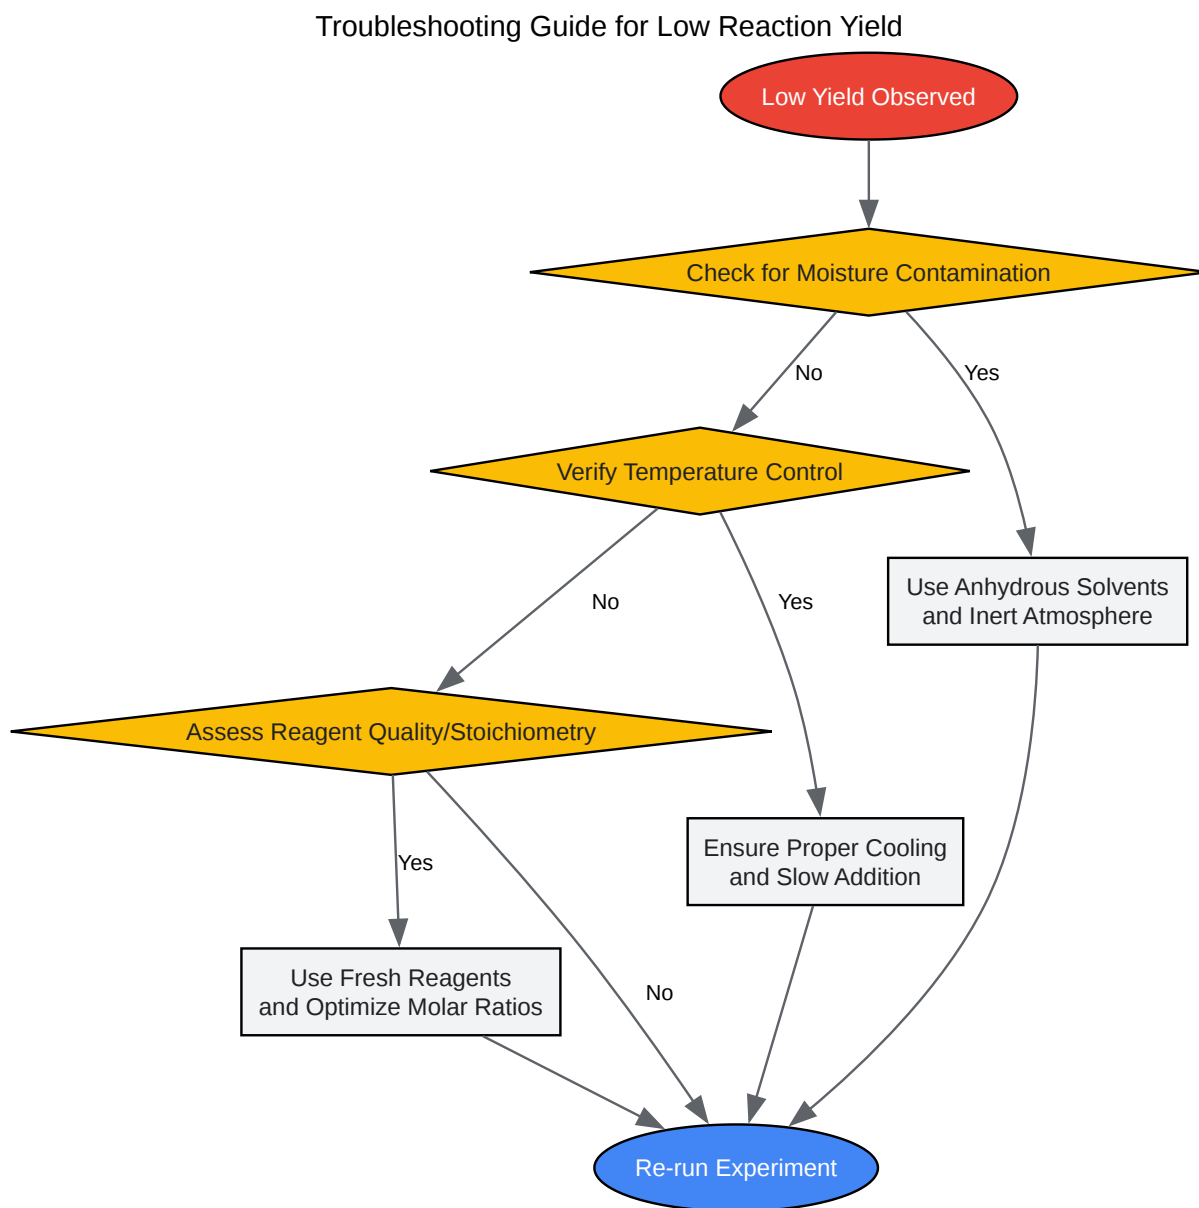 Troubleshooting Guide for Low Reaction Yield
Low Yield Observed
Check for Moisture Contamination
No
Yes
Verify Temperature Control
No
Yes
Use Anhydrous Solvents
and Inert Atmosphere
Assess Reagent Quality/Stoichiometry
Yes
Ensure Proper Cooling
and Slow Addition
Use Fresh Reagents
and Optimize Molar Ratios
No
Re-run Experiment